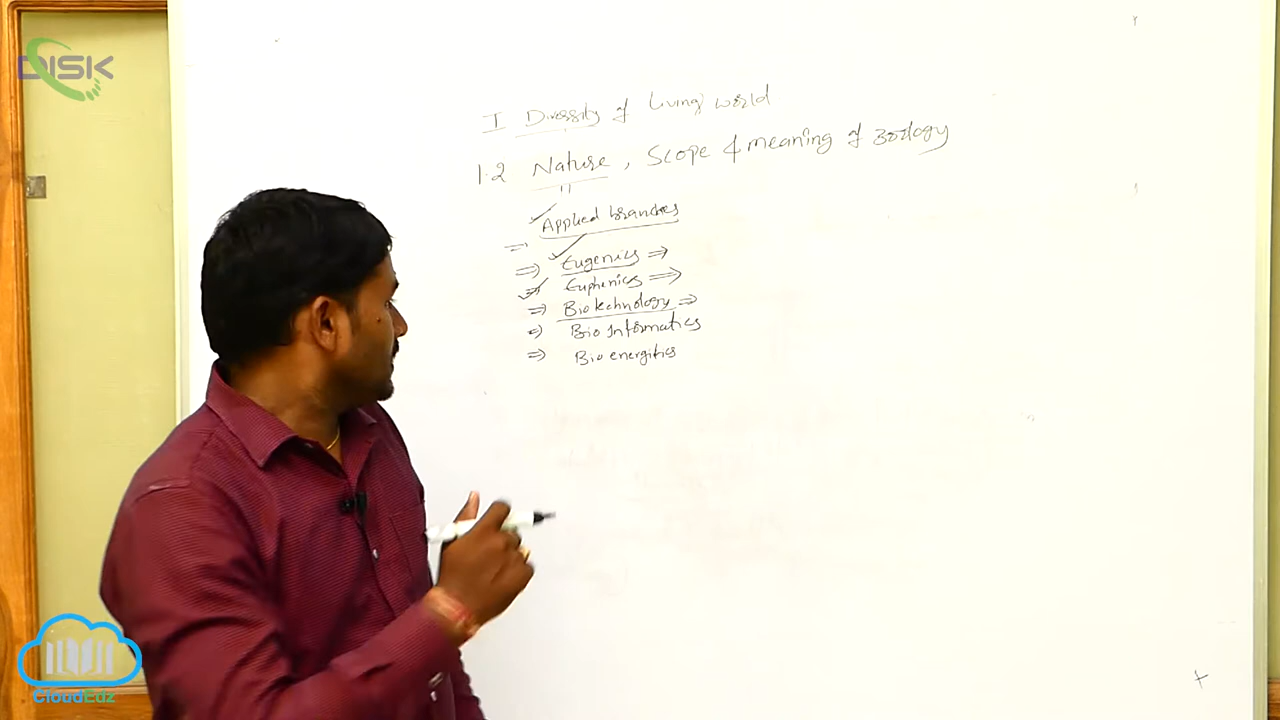 DISK
I Diversity of living world
1.2 Nature, Scope & meaning of zoology
Applied branches
⇒ Eugenics ⇒
⇒ Euphenics ⇒
⇒ Biotechnology ⇒
⇒ Bio Informatics
⇒ Bio energitics
CloudEdz